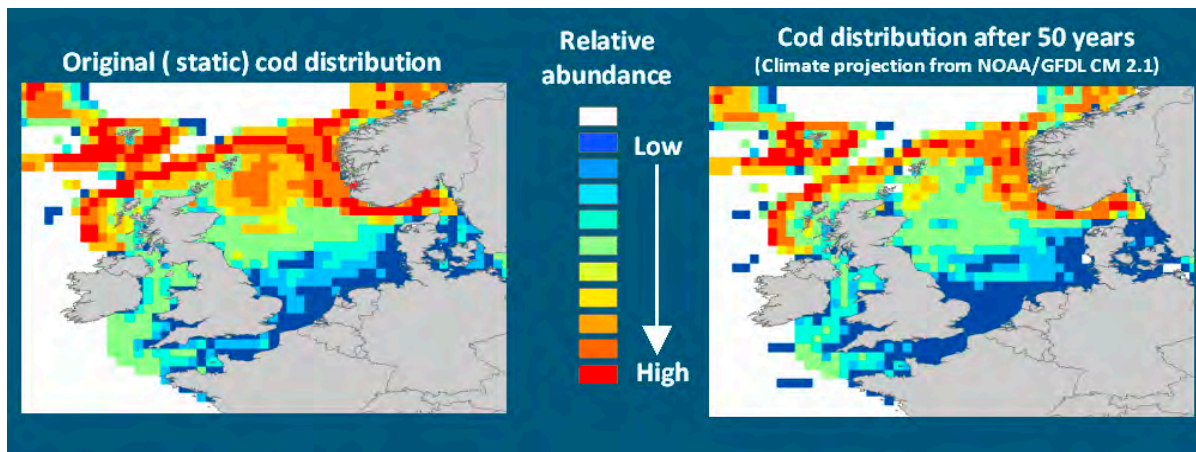 Original ( static) cod distribution
Relative
abundance
Low
High
Cod distribution after 50 years
(Climate projection from NOAA/GFDL CM 2.1)